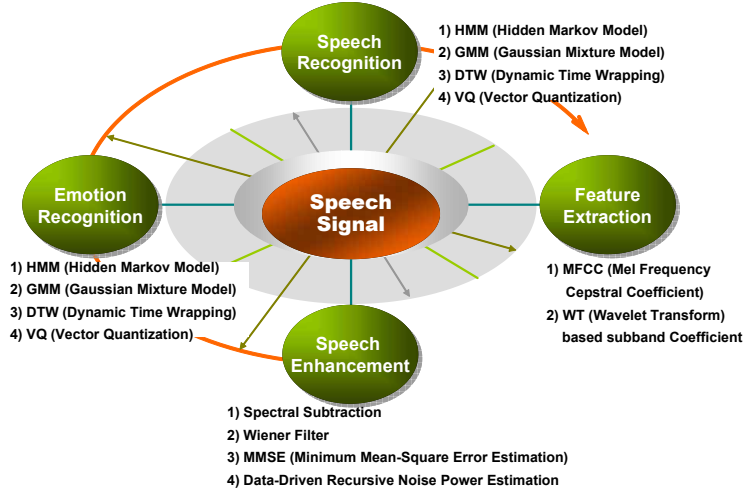 Speech
Recognition
1) HMM (Hidden Markov Model)
2) GMM (Gaussian Mixture Model)
3) DTW (Dynamic Time Wrapping)
4) VQ (Vector Quantization)
Emotion
Recognition
1) HMM (Hidden Markov Model)
2) GMM (Gaussian Mixture Model)
3) DTW (Dynamic Time Wrapping)
4) VQ (Vector Quantization)
Speech
Signal
Feature
Extraction
1) MFCC (Mel Frequency
Cepstral Coefficient)
2) WT (Wavelet Transform)
based subband Coefficient
Speech
Enhancement
1) Spectral Subtraction
2) Wiener Filter
3) MMSE (Minimum Mean-Square Error Estimation)
4) Data-Driven Recursive Noise Power Estimation